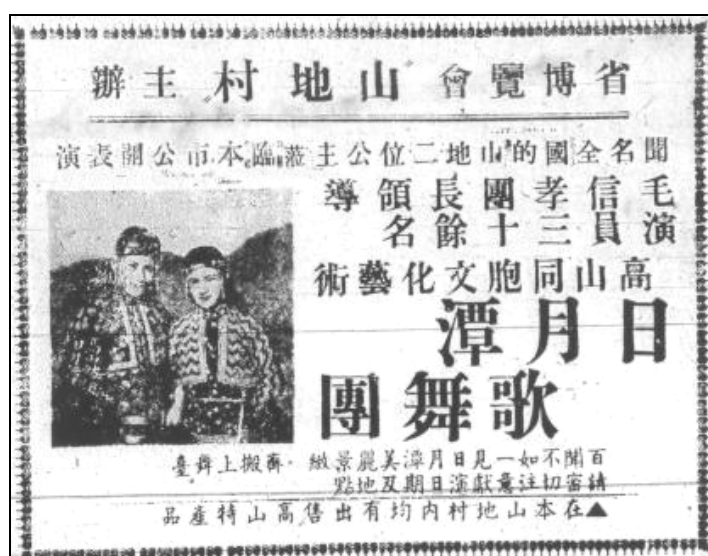 省博覽會山地村主辦
聞名全國的山地二位公主蒞臨本市公開表演
毛信孝團長領導
演員三十餘名
高山同胞文化藝術
日月潭
歌舞團
百聞不如一見日月潭美麗景緻·齊搬上舞臺
請密切注意獻演日期及地點
▲在本山地村內均有出售高山特產品